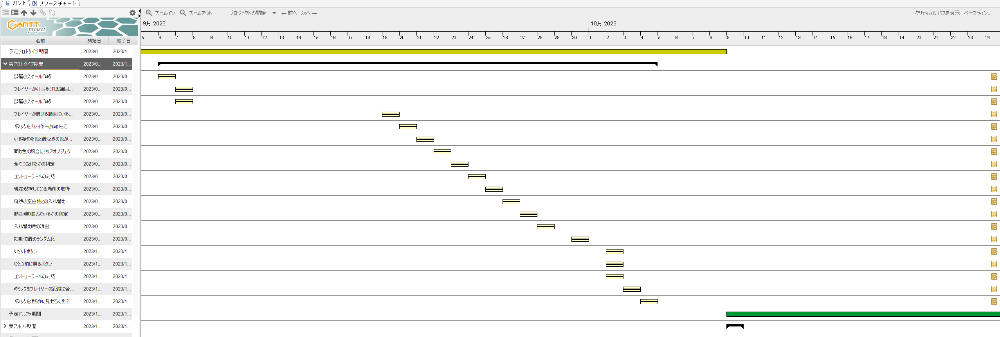 ガント リソースチャート
ズームイン ズームアウト プロジェクトの開始 ←前へ 次へ→ クリティカル パスを表示 ベースライン...
GANTT project
9月 2023 10月 2023
5 6 7 8 9 10 11 12 13 14 15 16 17 18 19 20 21 22 23 24 25 26 27 28 29 30 1 2 3 4 5 6 7 8 9 10 11 12 13 14 15 16 17 18 19 20 21 22 23 24
名前 開始日 終了日
予定プロトタイプ期間 2023/0... 2023/1...
実プロトタイプ期間 2023/0... 2023/1...
部屋のスケール作成 2023/0... 2023/0...
プレイヤーが引っ張られる範囲... 2023/0... 2023/0...
部屋のスケール作成 2023/0... 2023/0...
プレイヤーが置ける範囲にいる... 2023/0... 2023/0...
ギミックをプレイヤーの向かって... 2023/0... 2023/0...
引き始めた色と置くときの色が... 2023/0... 2023/0...
同じ色の場合にクリアオブジェク... 2023/0... 2023/0...
全てつなげたかの判定 2023/0... 2023/0...
コントローラーへの対応 2023/0... 2023/0...
現在選択している場所の取得 2023/0... 2023/0...
縦横の空白地との入れ替え 2023/0... 2023/0...
順番通り並んでいるかの判定 2023/0... 2023/0...
入れ替え時の演出 2023/0... 2023/0...
初期位置のランダム化 2023/0... 2023/0...
リセットボタン 2023/1... 2023/1...
ひとつ前に戻るボタン 2023/1... 2023/1...
コントローラーへの対応 2023/1... 2023/1...
ギミックをプレイヤーの距離に合... 2023/1... 2023/1...
ギミックを滑らかに見せるためプ... 2023/1... 2023/1...
予定アルファ期間 2023/1... 2023/1...
実アルファ期間 2023/1... 2023/1...